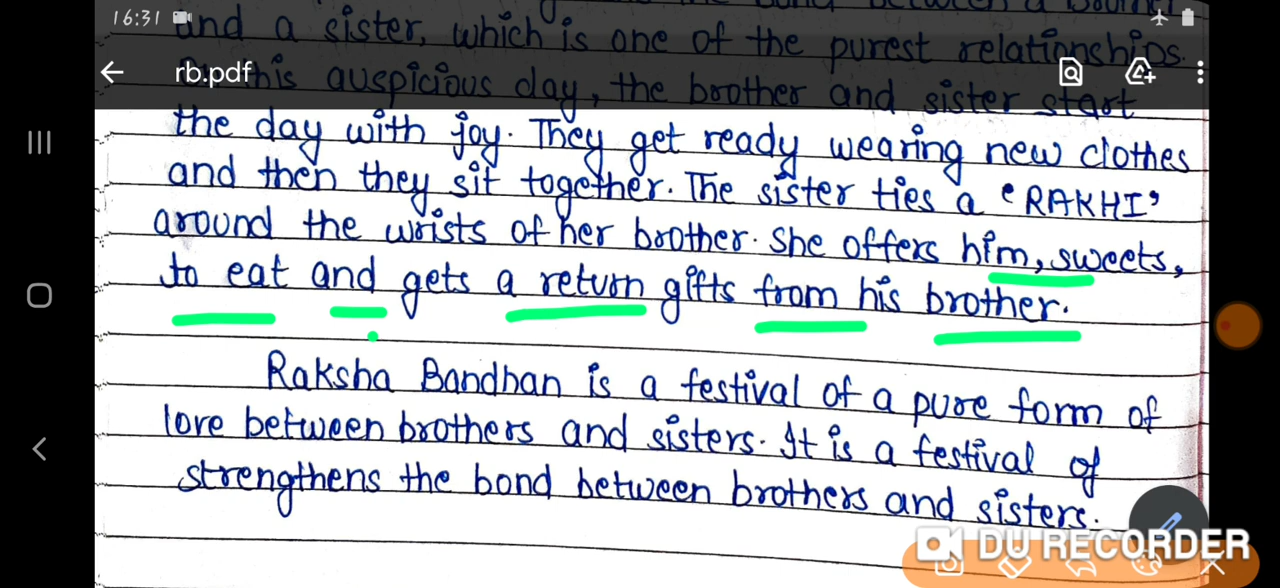 16:31
and a sister, which is one of the purest relationships.
rb.pdf
this auspicious day, the brother and sister start
the day with joy. They get ready wearing new clothes
and then they sit together. The sister ties a 'RAKHI'
around the wrists of her brother. She offers him, sweets,
to eat and gets a return gifts from his brother.
Raksha Bandhan is a festival of a pure form of
love between brothers and sisters. It is a festival of
strengthens the bond between brothers and sisters.
DU RECORDER